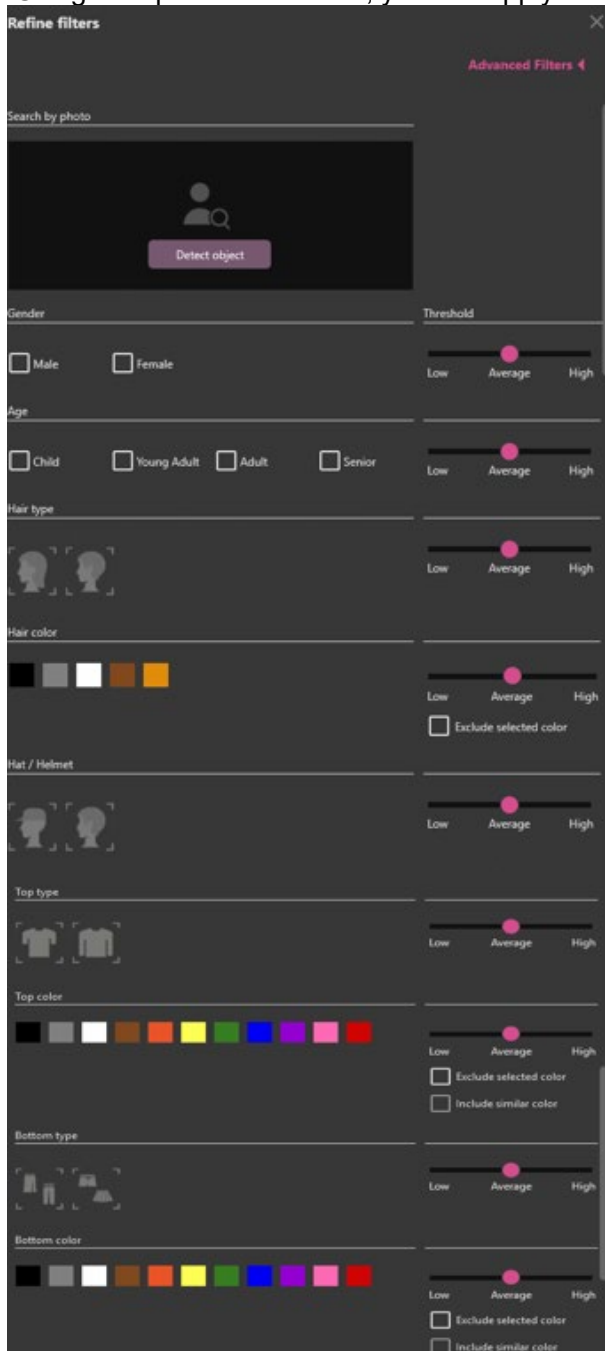 Refine filters
Advanced Filters
Search by photo
Detect object
Gender Threshold
Male Female
Low Average High
Age
Child Young Adult Adult Senior
Low Average High
Hair type
Low Average High
Hair color
Low Average High
Exclude selected color
Hat / Helmet
Low Average High
Top type
Low Average High
Top color
Low Average High
Exclude selected color
Include similar color
Bottom type
Low Average High
Bottom color
Low Average High
Exclude selected color
Include similar color